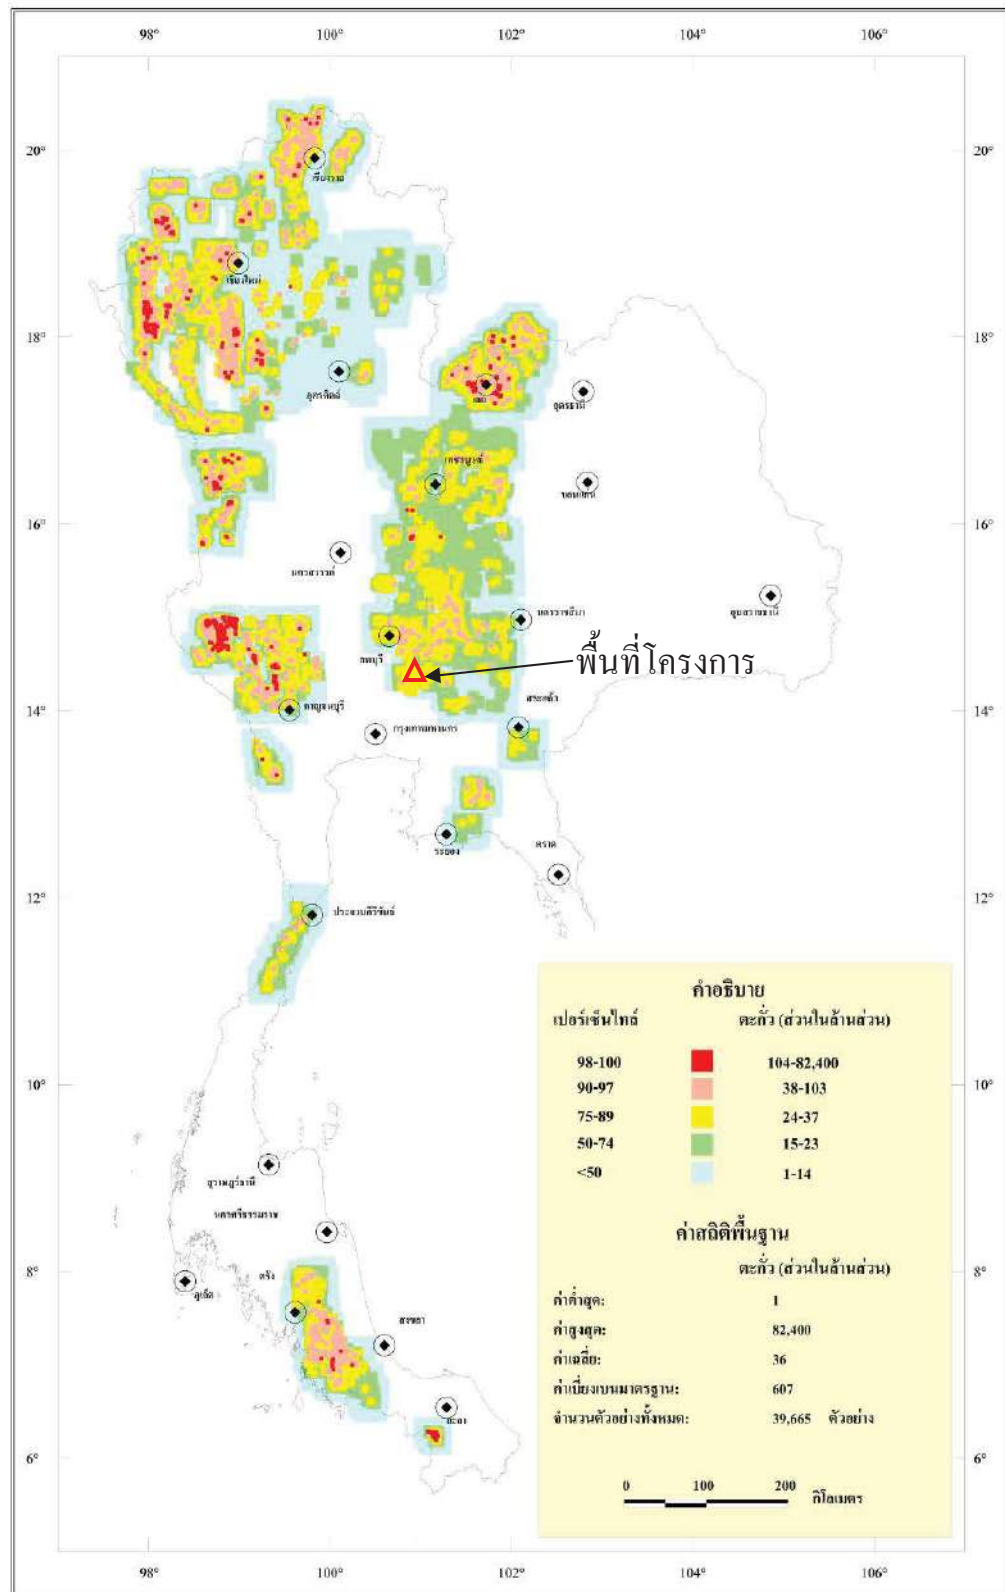 98° 100° 102° 104° 106°
20° 20°
เชียงราย
เชียงใหม่
18° 18°
อุตรดิตถ์
เลย
อุดรธานี
เพชรบูรณ์
ขอนแก่น
16° 16°
นครสวรรค์
นครราชสีมา
อุบลราชธานี
ลพบุรี
พื้นที่โครงการ
สระแก้ว
กาญจนบุรี
14° 14°
กรุงเทพมหานคร
ระยอง
ตราด
12° 12°
ประจวบคีรีขันธ์
คำอธิบาย
เปอร์เซ็นไทล์ ตะกั่ว (ส่วนในล้านส่วน)
98-100 104-82,400
10° 10°
90-97 38-103
75-89 24-37
50-74 15-23
<50 1-14
สุราษฎร์ธานี
นครศรีธรรมราช
ค่าสถิติพื้นฐาน
ตะกั่ว (ส่วนในล้านส่วน)
8° 8°
ตรัง
ภูเก็ต
ค่าต่ำสุด: 1
สงขลา
ค่าสูงสุด: 82,400
ค่าเฉลี่ย: 36
ค่าเบี่ยงเบนมาตรฐาน: 607
ยะลา
จำนวนตัวอย่างทั้งหมด: 39,665 ตัวอย่าง
6° 6°
0 100 200
กิโลเมตร
98° 100° 102° 104° 106°